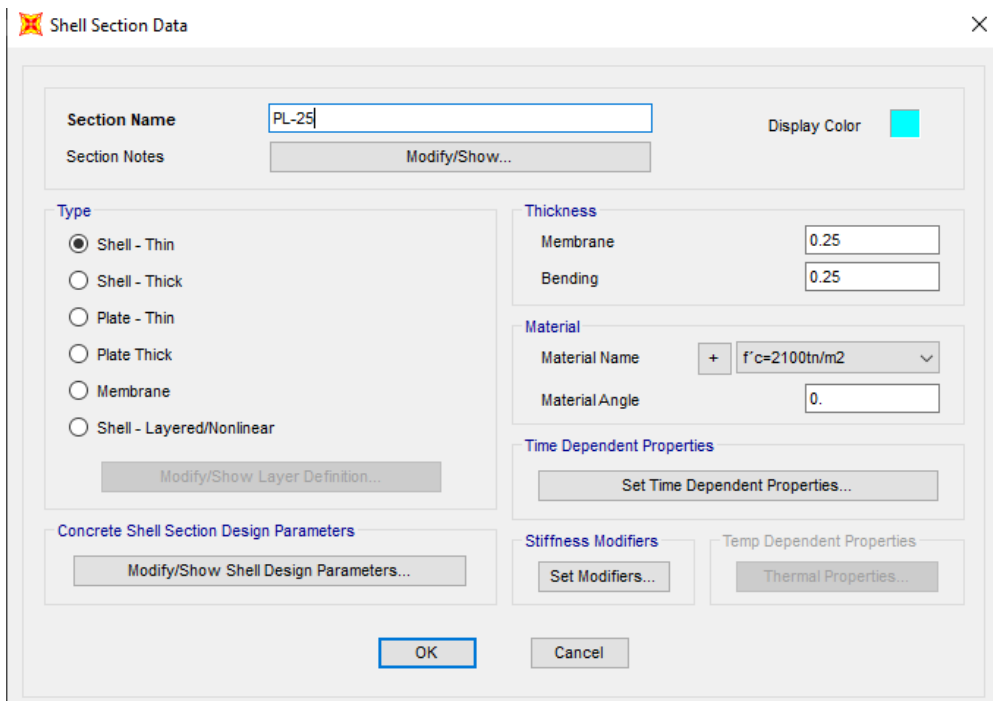 Shell Section Data
Section Name
PL-25
Display Color
Section Notes
Modify/Show...
Type
Shell - Thin
Shell - Thick
Plate - Thin
Plate Thick
Membrane
Shell - Layered/Nonlinear
Modify/Show Layer Definition...
Thickness
Membrane
0.25
Bending
0.25
Material
Material Name
+
f´c=2100tn/m2
Material Angle
0.
Time Dependent Properties
Set Time Dependent Properties...
Concrete Shell Section Design Parameters
Modify/Show Shell Design Parameters...
Stiffness Modifiers
Set Modifiers...
Temp Dependent Properties
Thermal Properties...
OK
Cancel